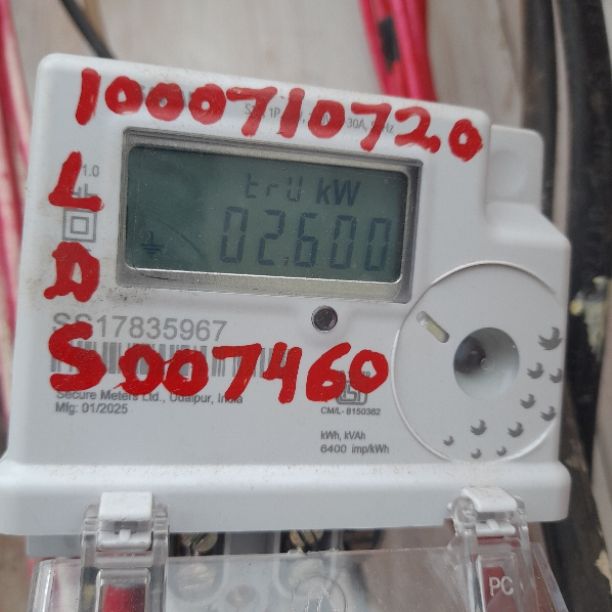 1000710720
30A,
1.0
L
trU kW
02.600
D
SS17835967
S007460
Secure Meters Ltd., Udaipur, India
Mfg: 01/2025
CM/L- 8150362
kWh, kVAh
6400 imp/kWh
PC